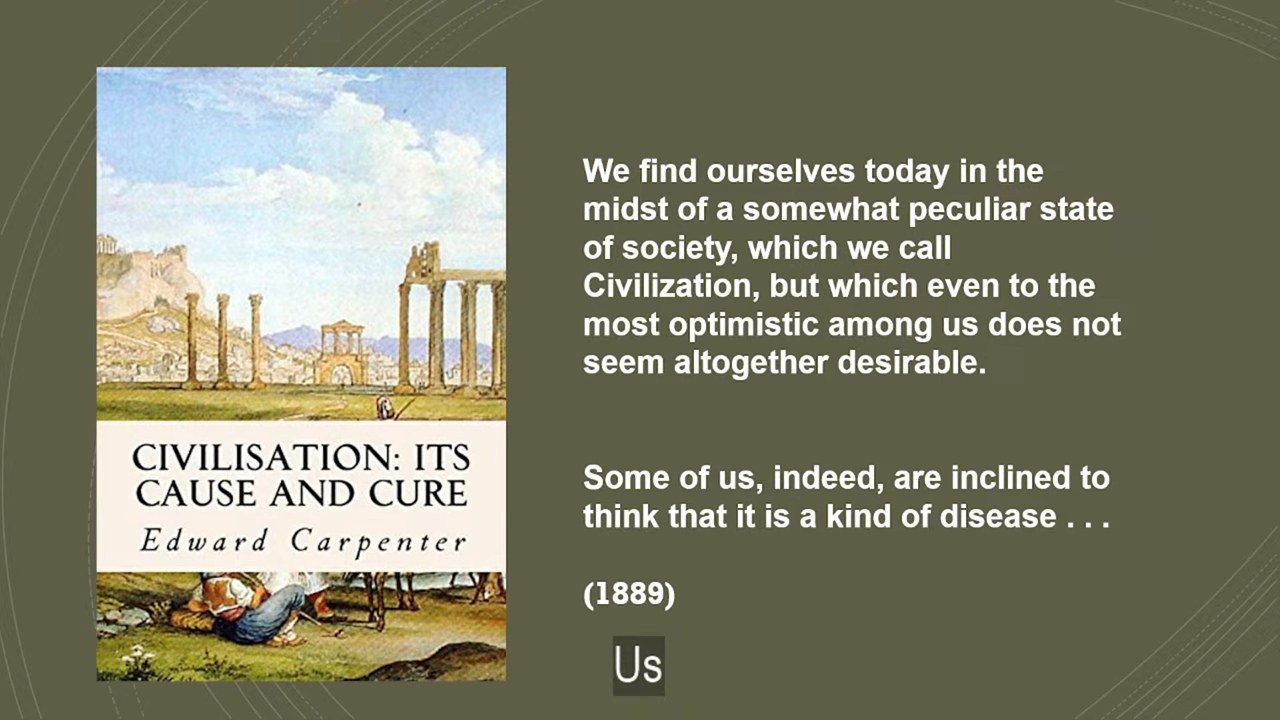 CIVILISATION: ITS
CAUSE AND CURE
Edward Carpenter
We find ourselves today in the
midst of a somewhat peculiar state
of society, which we call
Civilization, but which even to the
most optimistic among us does not
seem altogether desirable.
Some of us, indeed, are inclined to
think that it is a kind of disease . . .
(1889)
Us